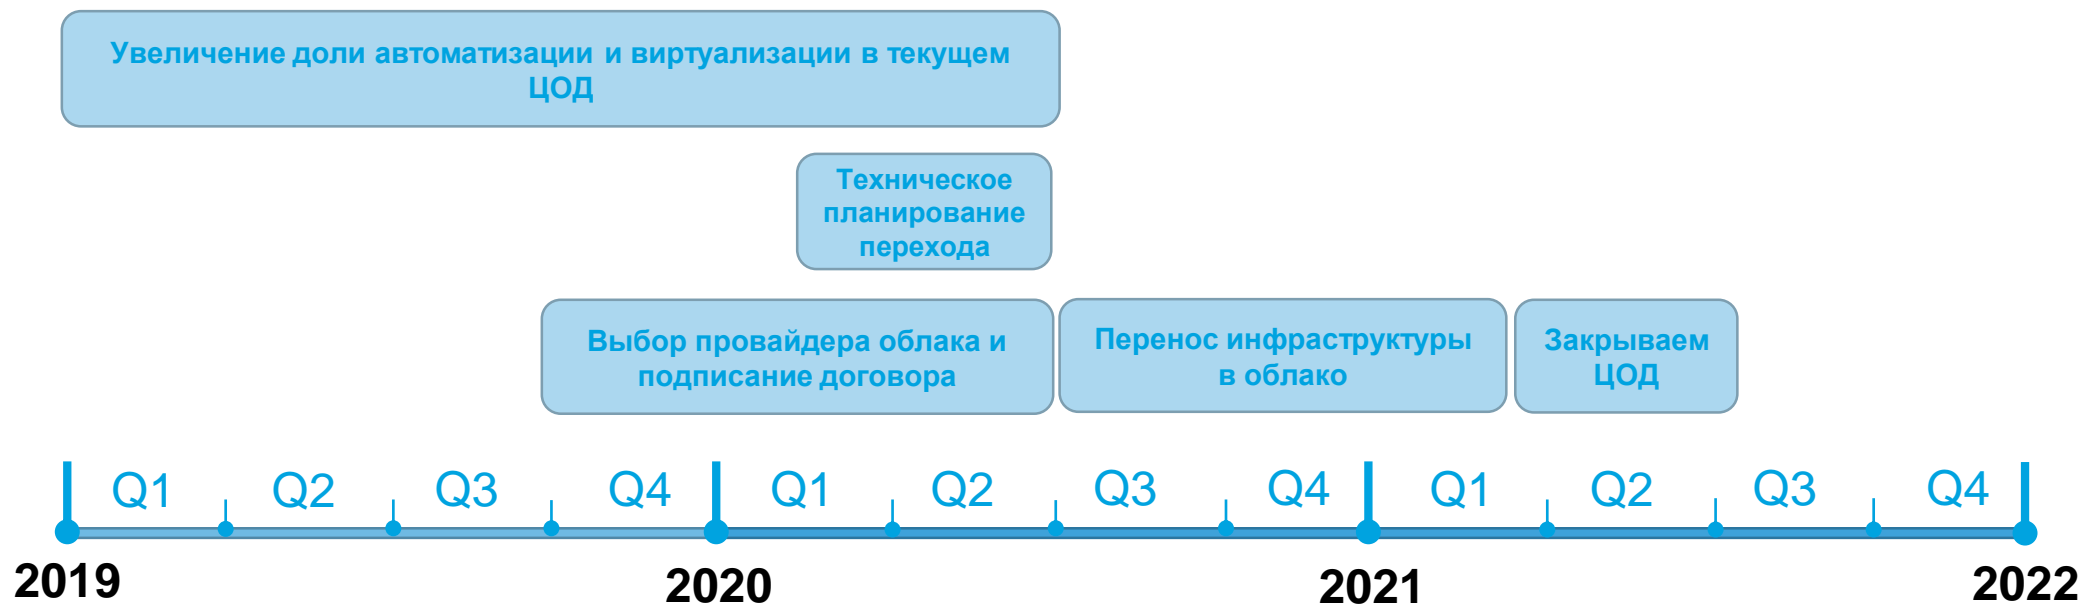 Увеличение доли автоматизации и виртуализации в текущем
ЦОД
Техническое
планирование
перехода
Выбор провайдера облака и
подписание договора
Перенос инфраструктуры
в облако
Закрываем
ЦОД
Q1 Q2 Q3 Q4 Q1 Q2 Q3 Q4 Q1 Q2 Q3 Q4
2019 2020 2021 2022